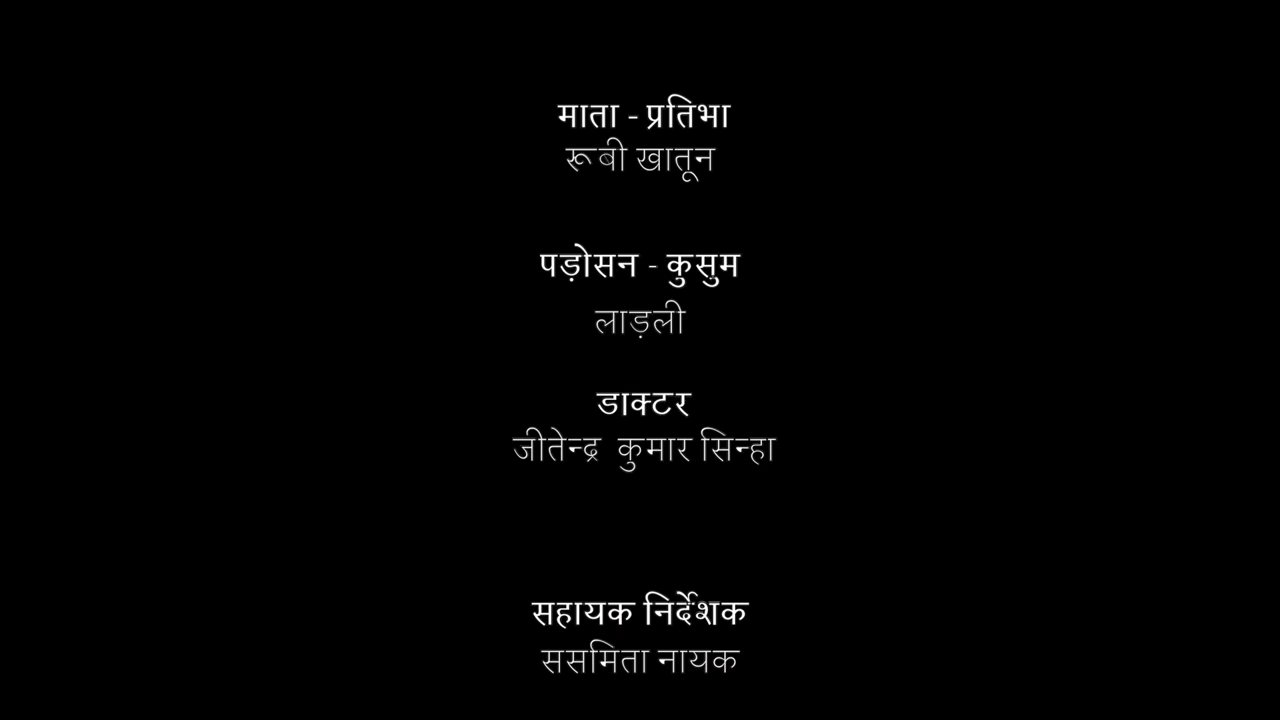 माता - प्रतिभा
रूबी खातून
पड़ोसन - कुसुम
लाड़ली
डाक्टर
जीतेन्द्र कुमार सिन्हा
सहायक निर्देशक
ससमिता नायक